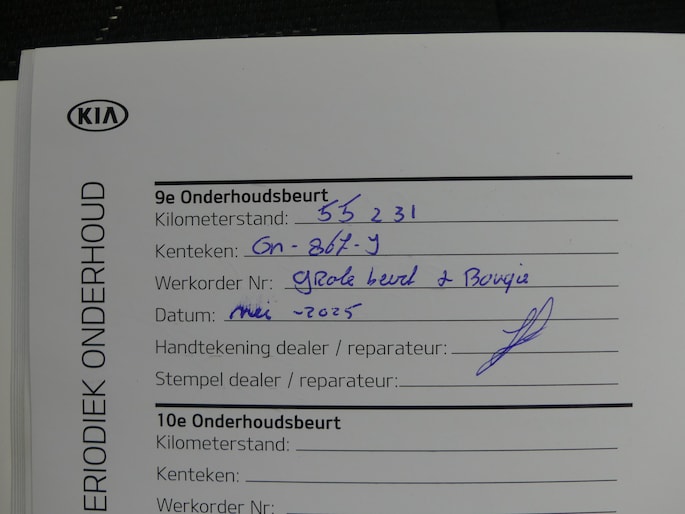 KIA
PERIODIEK ONDERHOUD
9e Onderhoudsbeurt
Kilometerstand: 55 231
Kenteken: Gn-867-J
Werkorder Nr: grote beurt + Bougie
Datum: mei -2025
Handtekening dealer / reparateur:
Stempel dealer / reparateur:
10e Onderhoudsbeurt
Kilometerstand:
Kenteken:
Werkorder Nr: